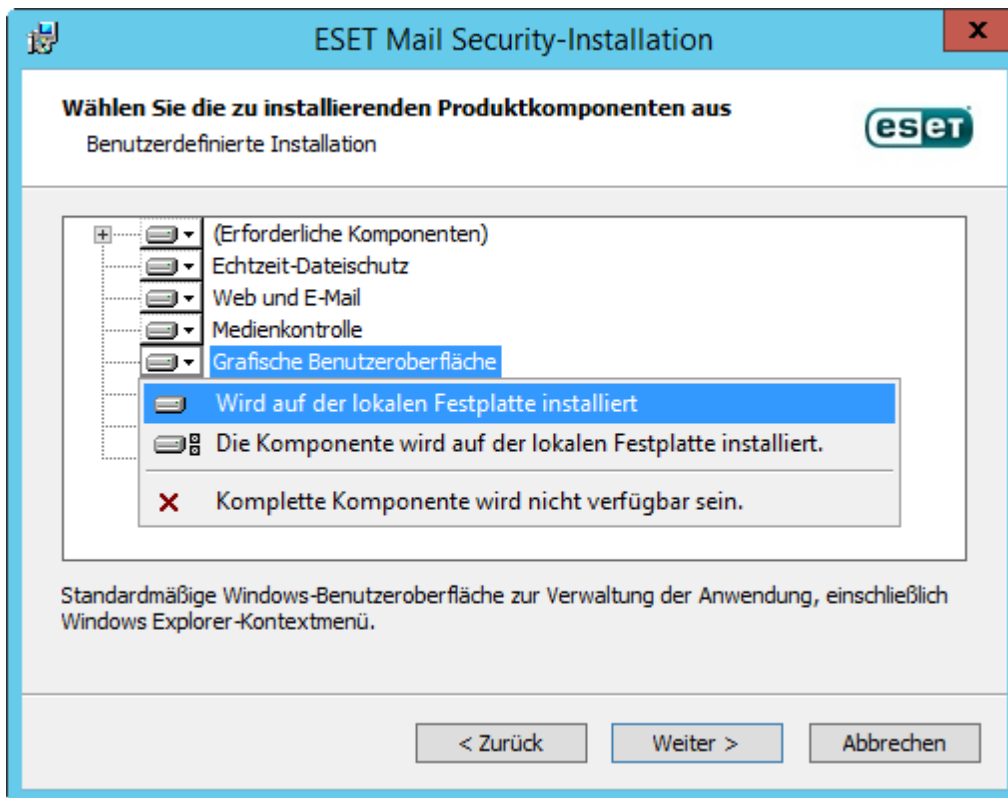 ESET Mail Security-Installation
x
Wählen Sie die zu installierenden Produktkomponenten aus
Benutzerdefinierte Installation
eset
(Erforderliche Komponenten)
Echtzeit-Dateischutz
Web und E-Mail
Medienkontrolle
Grafische Benutzeroberfläche
Wird auf der lokalen Festplatte installiert
Die Komponente wird auf der lokalen Festplatte installiert.
Komplette Komponente wird nicht verfügbar sein.
Standardmäßige Windows-Benutzeroberfläche zur Verwaltung der Anwendung, einschließlich
Windows Explorer-Kontextmenü.
< Zurück
Weiter >
Abbrechen